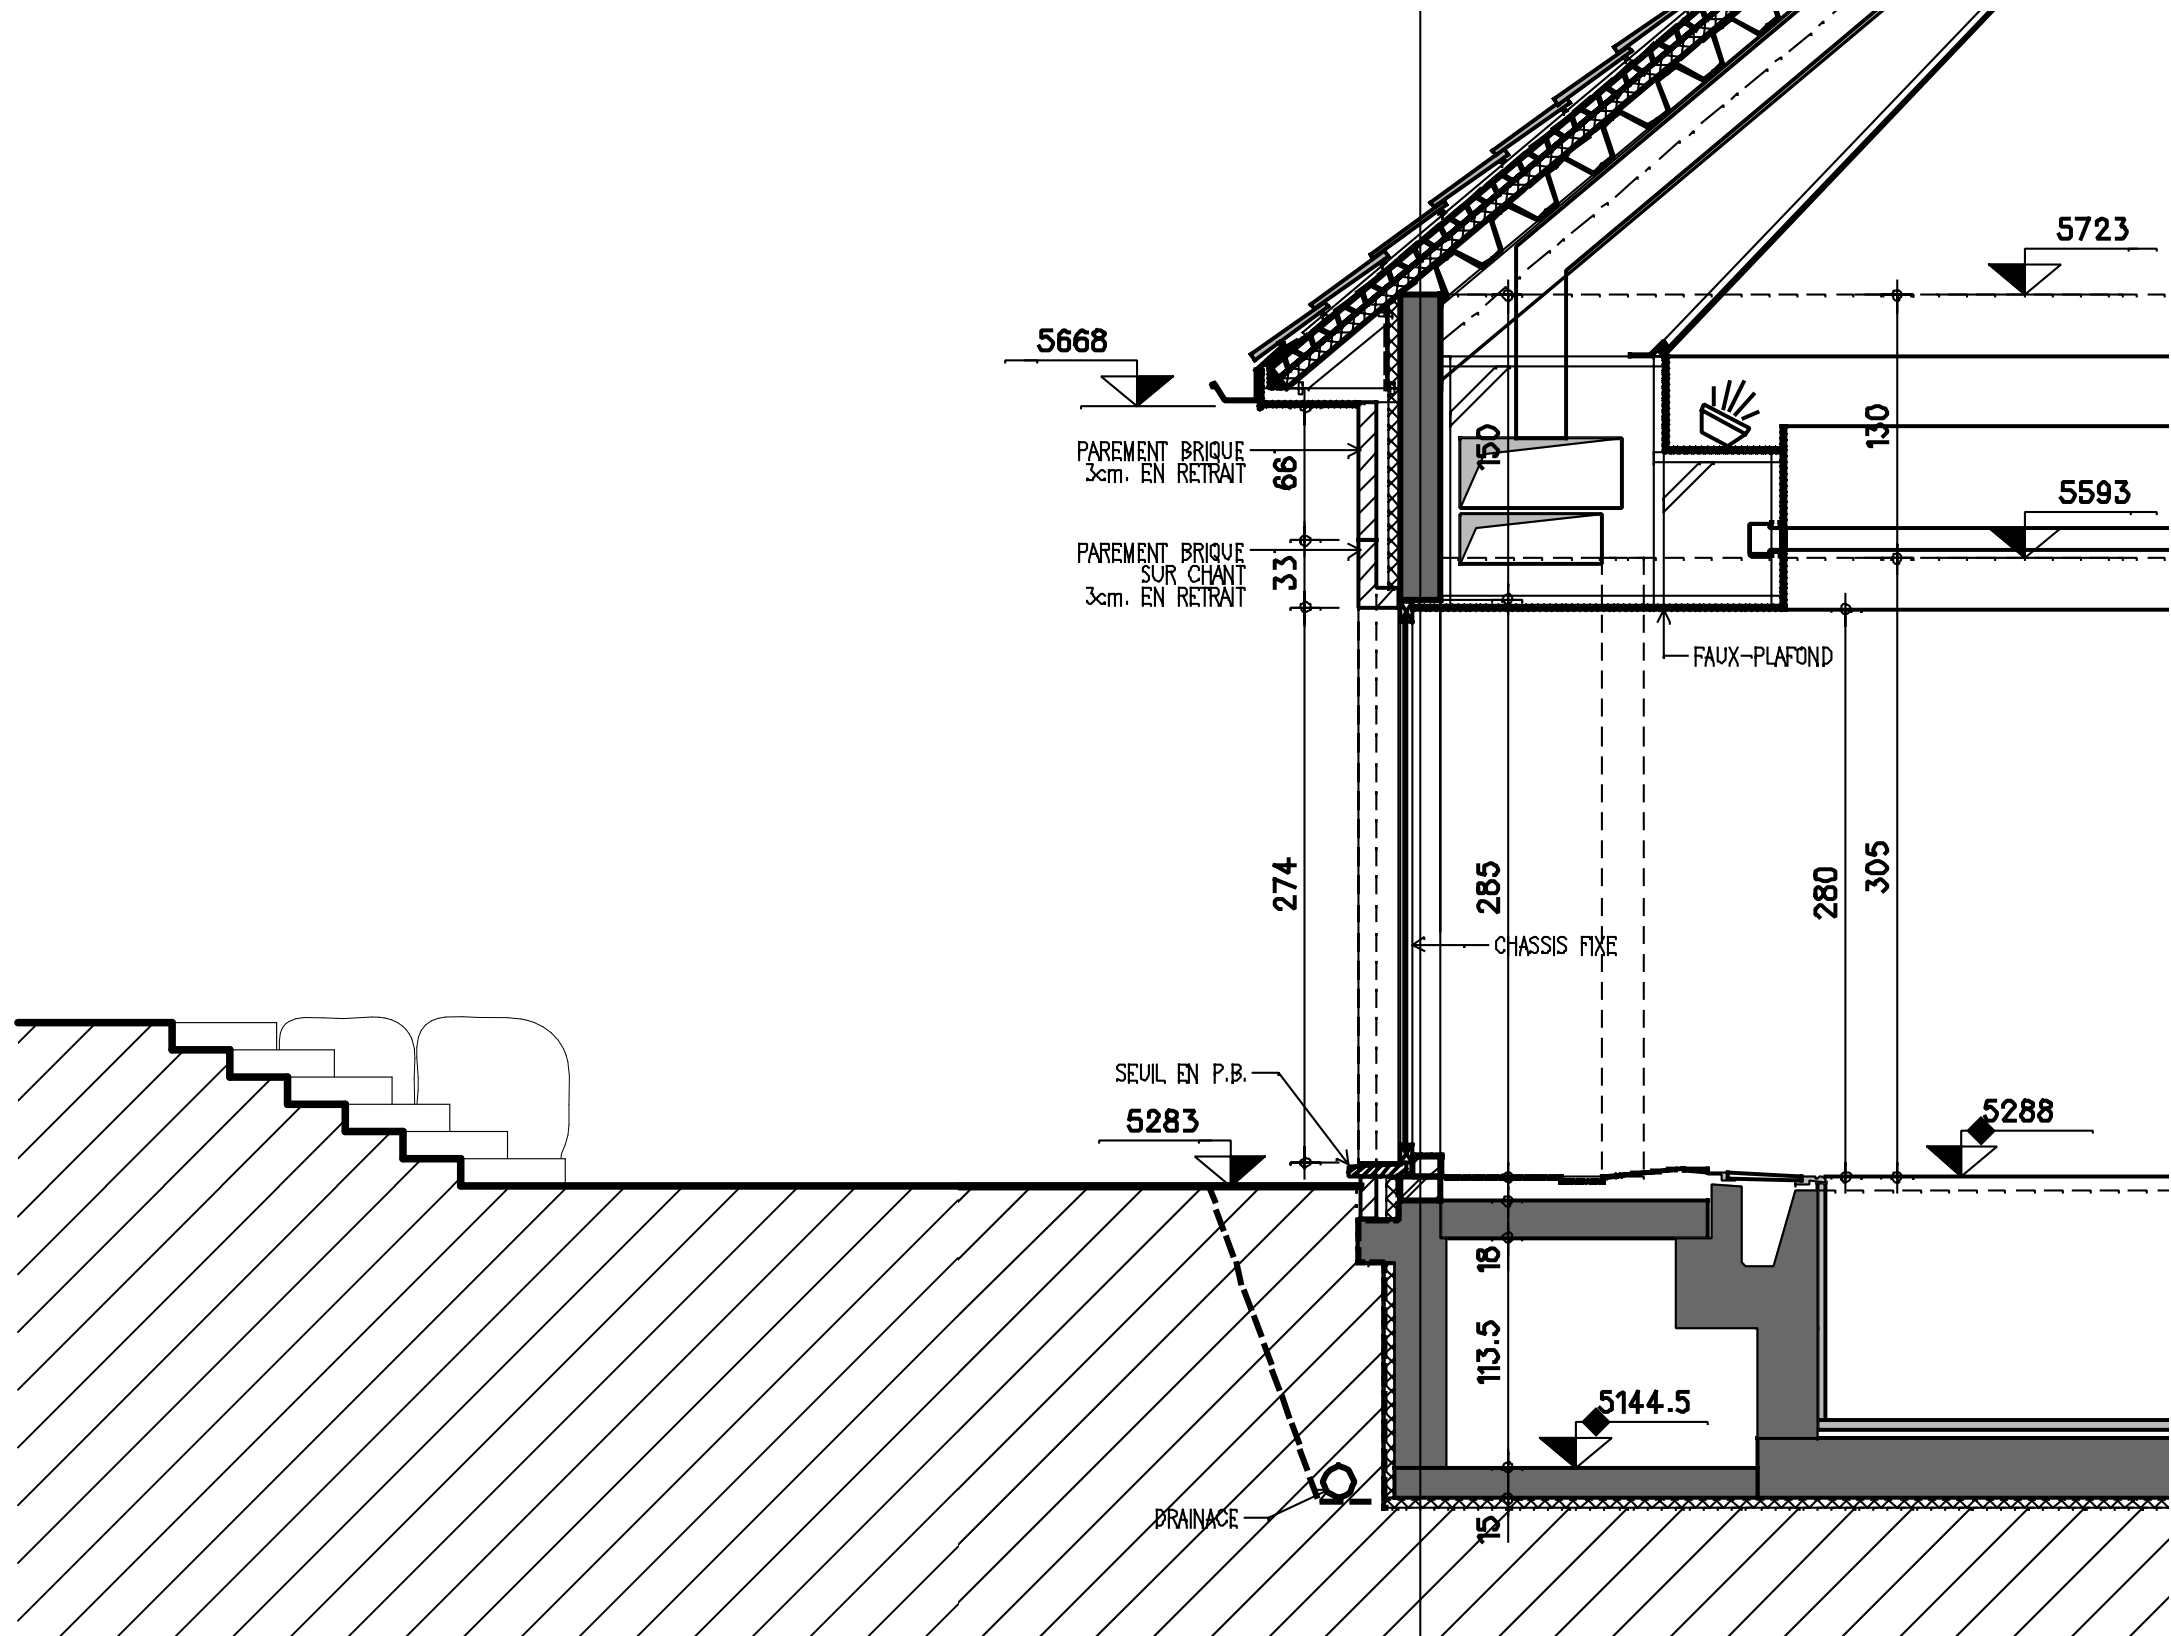 5723
5668
130
150
PAREMENT BRIQUE
3cm. EN RETRAIT
66
5593
PAREMENT BRIQUE
SUR CHANT
3cm. EN RETRAIT
33
FAUX-PLAFOND
274
285
280
305
CHASSIS FIXE
SEUIL EN P.B.
5283
5288
18
113.5
5144.5
DRAINAGE
15